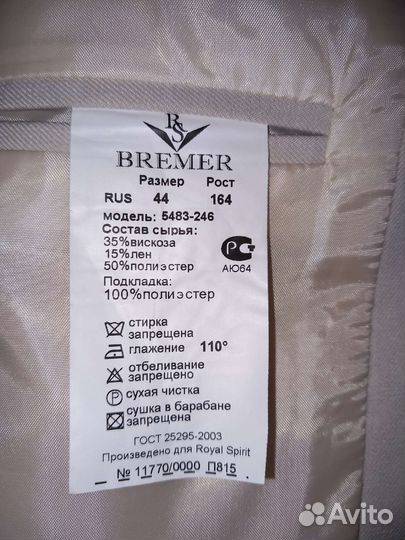 RS
BREMER
Размер Рост
RUS 44 164
модель: 5483-246
Состав сырья:
35%вискоза
15%лен
50%полиэстер
АЮ64
Подкладка:
100%полиэстер
стирка
запрещена
глажение 110°
отбеливание
запрещено
P сухая чистка
сушка в барабане
запрещена
ГОСТ 25295-2003
Произведено для Royal Spirit
№ 11770/0000 П815
Avito